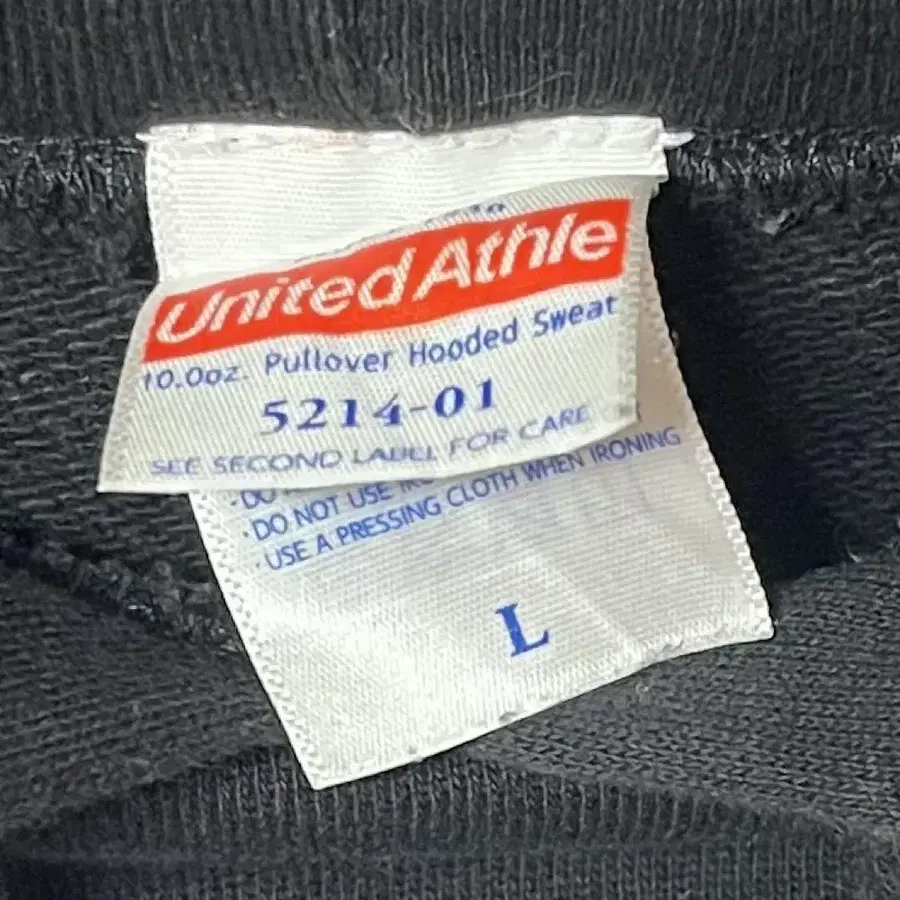 United Athle
10.0oz. Pullover Hooded Sweat
5214-01
SEE SECOND LABEL FOR CARE
·DO
·DO NOT USE
·USE A PRESSING CLOTH WHEN IRONING
L